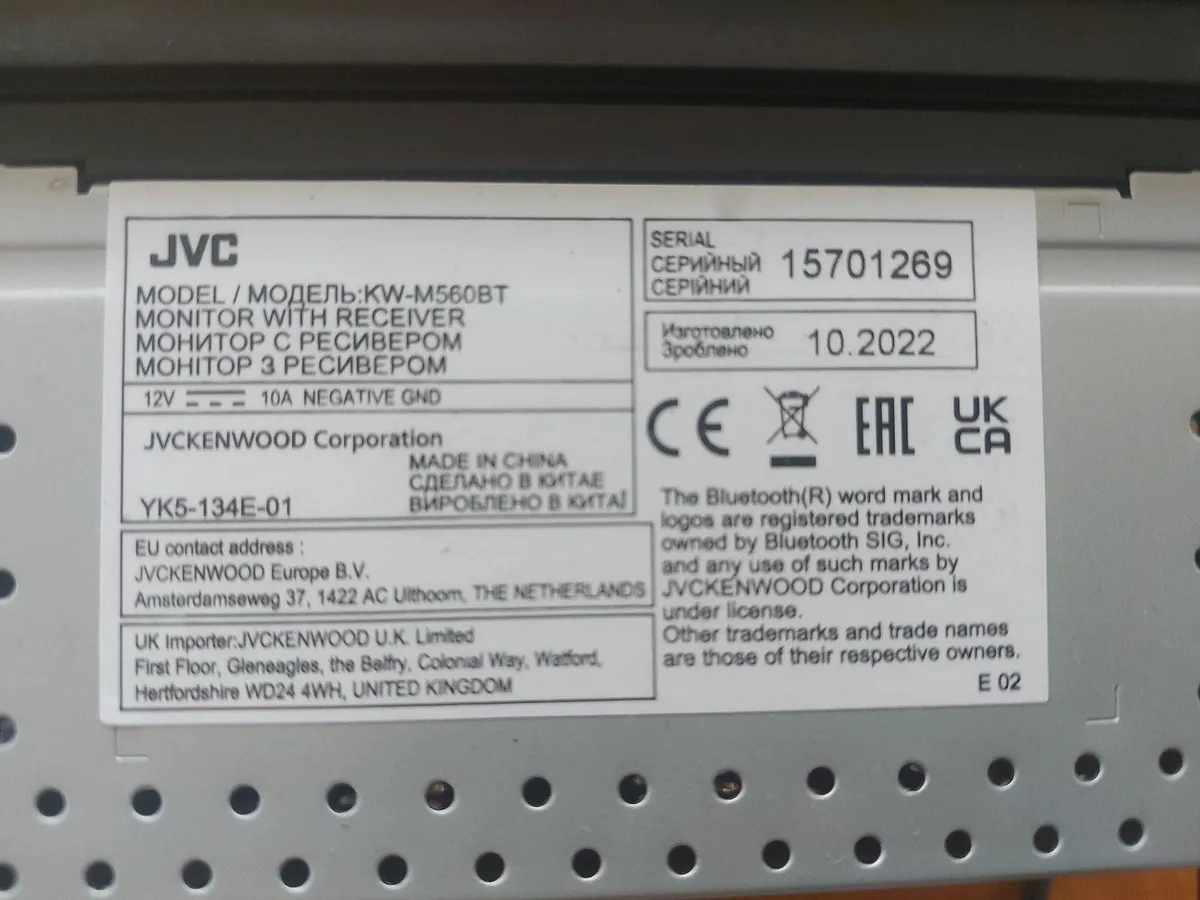 JVC
MODEL / МОДЕЛЬ:KW-M560BT
MONITOR WITH RECEIVER
МОНИТОР С РЕСИВЕРОМ
МОНІТОР З РЕСИВЕРОМ
12V 10A NEGATIVE GND
JVCKENWOOD Corporation
MADE IN CHINA
СДЕЛАНО В КИТАЕ
ВИРОБЛЕНО В КИТАЇ
YK5-134E-01
EU contact address :
JVCKENWOOD Europe B.V.
Amsterdamseweg 37, 1422 AC Uithoorn, THE NETHERLANDS
UK Importer:JVCKENWOOD U.K. Limited
First Floor, Gleneagles, the Belfry, Colonial Way, Watford,
Hertfordshire WD24 4WH, UNITED KINGDOM
SERIAL
СЕРИЙНЫЙ 15701269
СЕРІЙНИЙ
Изготовлено
Зроблено 10.2022
CE EAC UK
CA
The Bluetooth(R) word mark and
logos are registered trademarks
owned by Bluetooth SIG, Inc.
and any use of such marks by
JVCKENWOOD Corporation is
under license.
Other trademarks and trade names
are those of their respective owners.
E 02